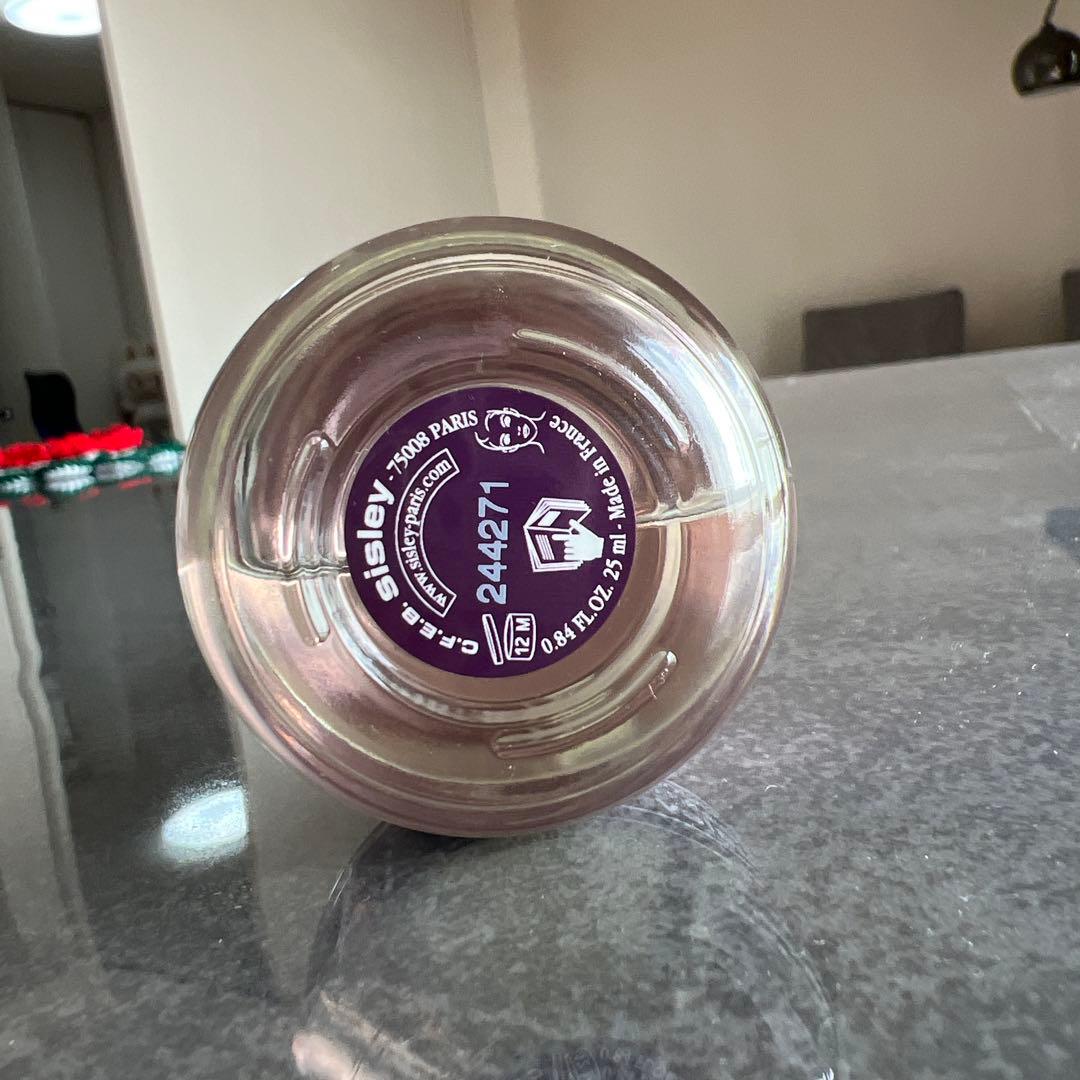 C.F.E.B. sisley - 75008 PARIS
www.sisley-paris.com
244271
12 M
0.84 FL.OZ. 25 ml - Made in France